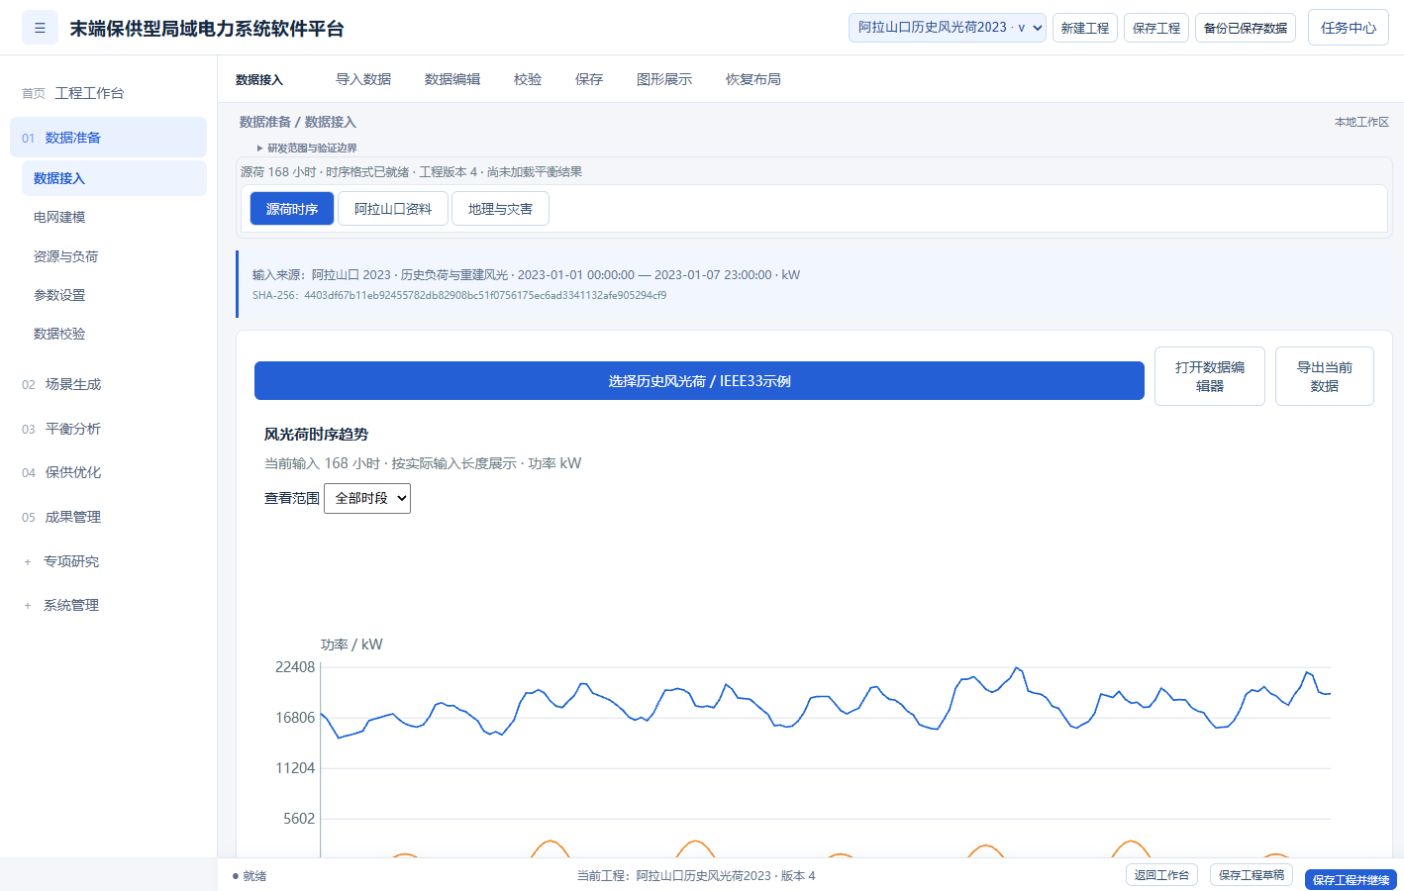 ☰ 末端保供型局域电力系统软件平台
阿拉山口历史风光荷2023 · v
新建工程
保存工程
备份已保存数据
任务中心
首页 工程工作台
01 数据准备
数据接入
电网建模
资源与负荷
参数设置
数据校验
02 场景生成
03 平衡分析
04 保供优化
05 成果管理
+ 专项研究
+ 系统管理
数据接入 导入数据 数据编辑 校验 保存 图形展示 恢复布局
数据准备 / 数据接入
本地工作区
▸ 研发范围与验证边界
源荷 168 小时 · 时序格式已就绪 · 工程版本 4 · 尚未加载平衡结果
源荷时序 阿拉山口资料 地理与灾害
输入来源：阿拉山口 2023 · 历史负荷与重建风光 · 2023-01-01 00:00:00 — 2023-01-07 23:00:00 · kW
SHA-256：4403df67b11eb92455782db82908bc51f0756175ec6ad3341132afe905294cf9
选择历史风光荷 / IEEE33示例
打开数据编
辑器
导出当前
数据
风光荷时序趋势
当前输入 168 小时 · 按实际输入长度展示 · 功率 kW
查看范围 全部时段
功率 / kW
22408
16806
11204
5602
● 就绪
当前工程：阿拉山口历史风光荷2023 · 版本 4
返回工作台
保存工程草稿
保存工程并继续